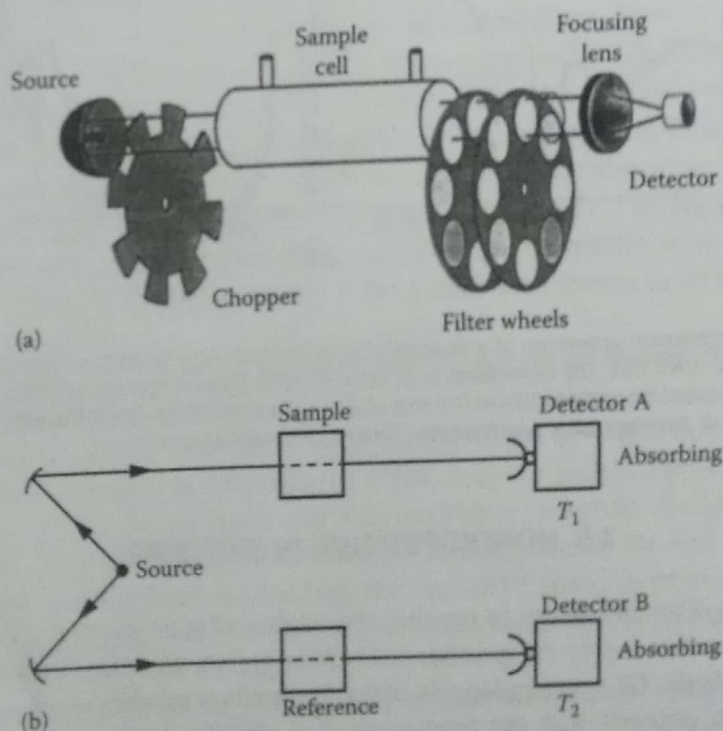 Source
Sample
cell
Focusing
lens
Detector
Chopper
Filter wheels
(a)
Sample
Detector A
Absorbing
T₁
Source
Detector B
Absorbing
T₂
Reference
(b)